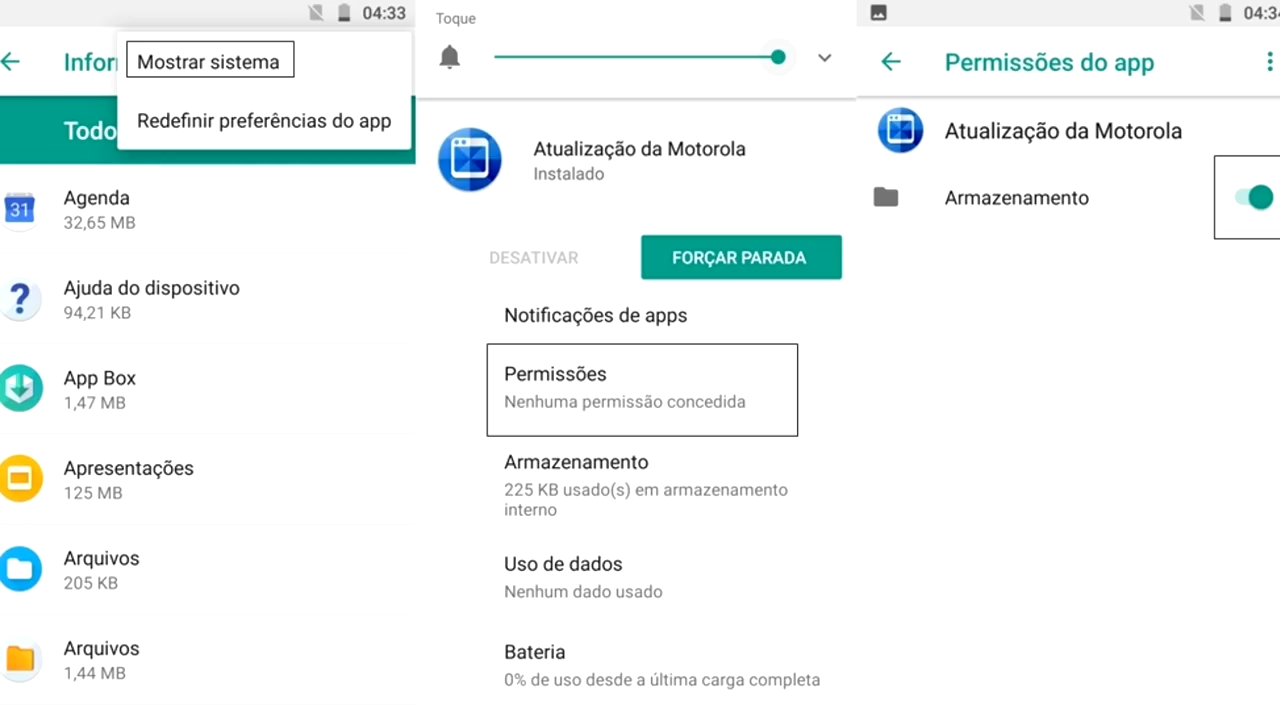 04:33
Infor
Mostrar sistema
Redefinir preferências do app
Todo
31
Agenda
32,65 MB
?
Ajuda do dispositivo
94,21 KB
App Box
1,47 MB
Apresentações
125 MB
Arquivos
205 KB
Arquivos
1,44 MB
Toque
Atualização da Motorola
Instalado
DESATIVAR
FORÇAR PARADA
Notificações de apps
Permissões
Nenhuma permissão concedida
Armazenamento
225 KB usado(s) em armazenamento
interno
Uso de dados
Nenhum dado usado
Bateria
0% de uso desde a última carga completa
04:34
Permissões do app
Atualização da Motorola
Armazenamento